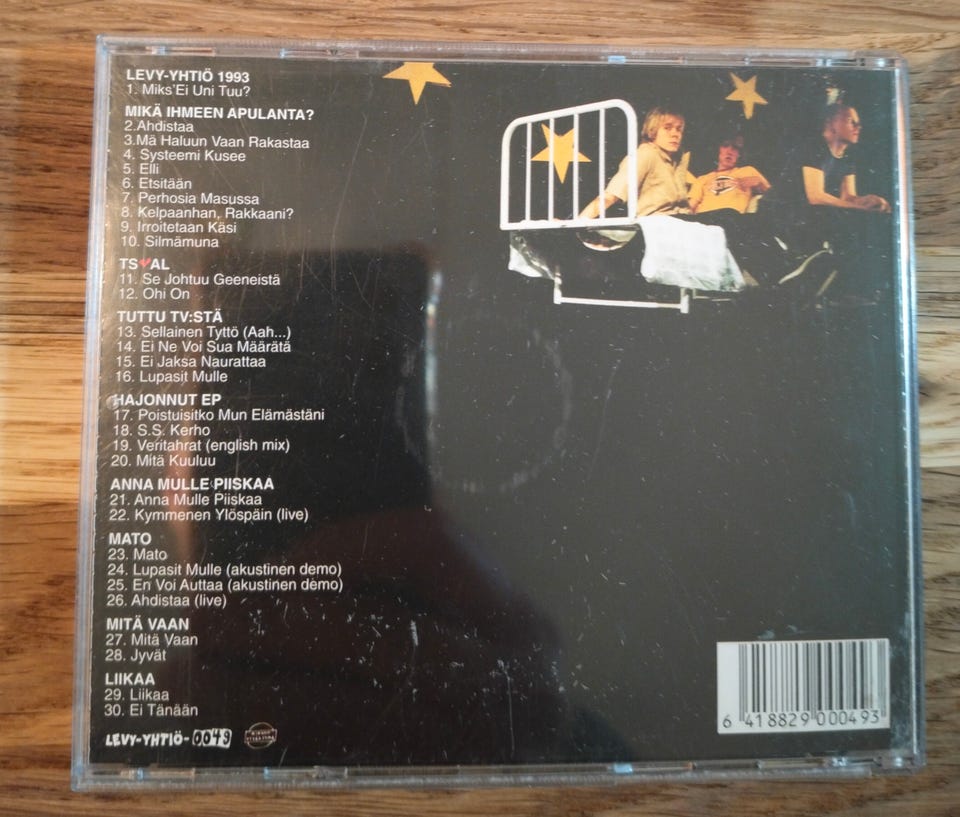 LEVY-YHTIÖ 1993
1. Miks'Ei Uni Tuu?
MIKÄ IHMEEN APULANTA?
2.Ahdistaa
3.Mä Haluun Vaan Rakastaa
4. Systeemi Kusee
5. Elli
6. Etsitään
7. Perhosia Masussa
8. Kelpaanhan, Rakkaani?
9. Irroitetaan Käsi
10. Silmämuna
TS♥AL
11. Se Johtuu Geeneistä
12. Ohi On
TUTTU TV:STÄ
13. Sellainen Tyttö (Aah...)
14. Ei Ne Voi Sua Määrätä
15. Ei Jaksa Naurattaa
16. Lupasit Mulle
HAJONNUT EP
17. Poistuisitko Mun Elämästäni
18. S.S. Kerho
19. Veritahrat (english mix)
20. Mitä Kuuluu
ANNA MULLE PIISKAA
21. Anna Mulle Piiskaa
22. Kymmenen Ylöspäin (live)
MATO
23. Mato
24. Lupasit Mulle (akustinen demo)
25. En Voi Auttaa (akustinen demo)
26. Ahdistaa (live)
MITÄ VAAN
27. Mitä Vaan
28. Jyvät
LIIKAA
29. Liikaa
30. Ei Tänään
LEVY-YHTIÖ-0049
6 418829 000493